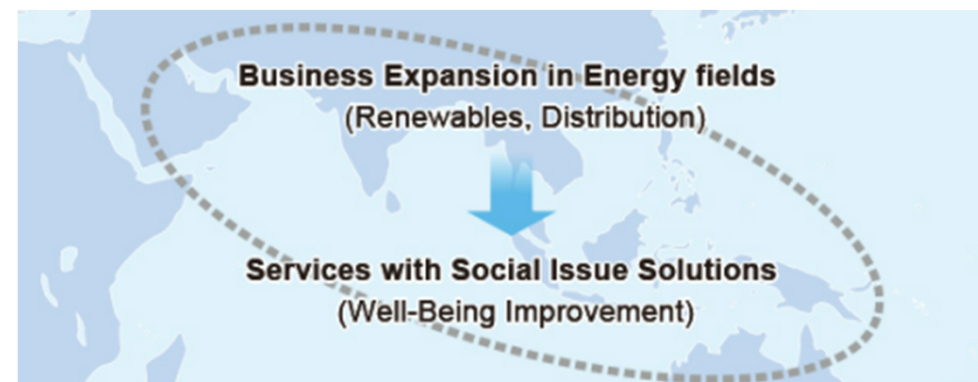 Business Expansion in Energy fields
(Renewables, Distribution)
Services with Social Issue Solutions
(Well-Being Improvement)